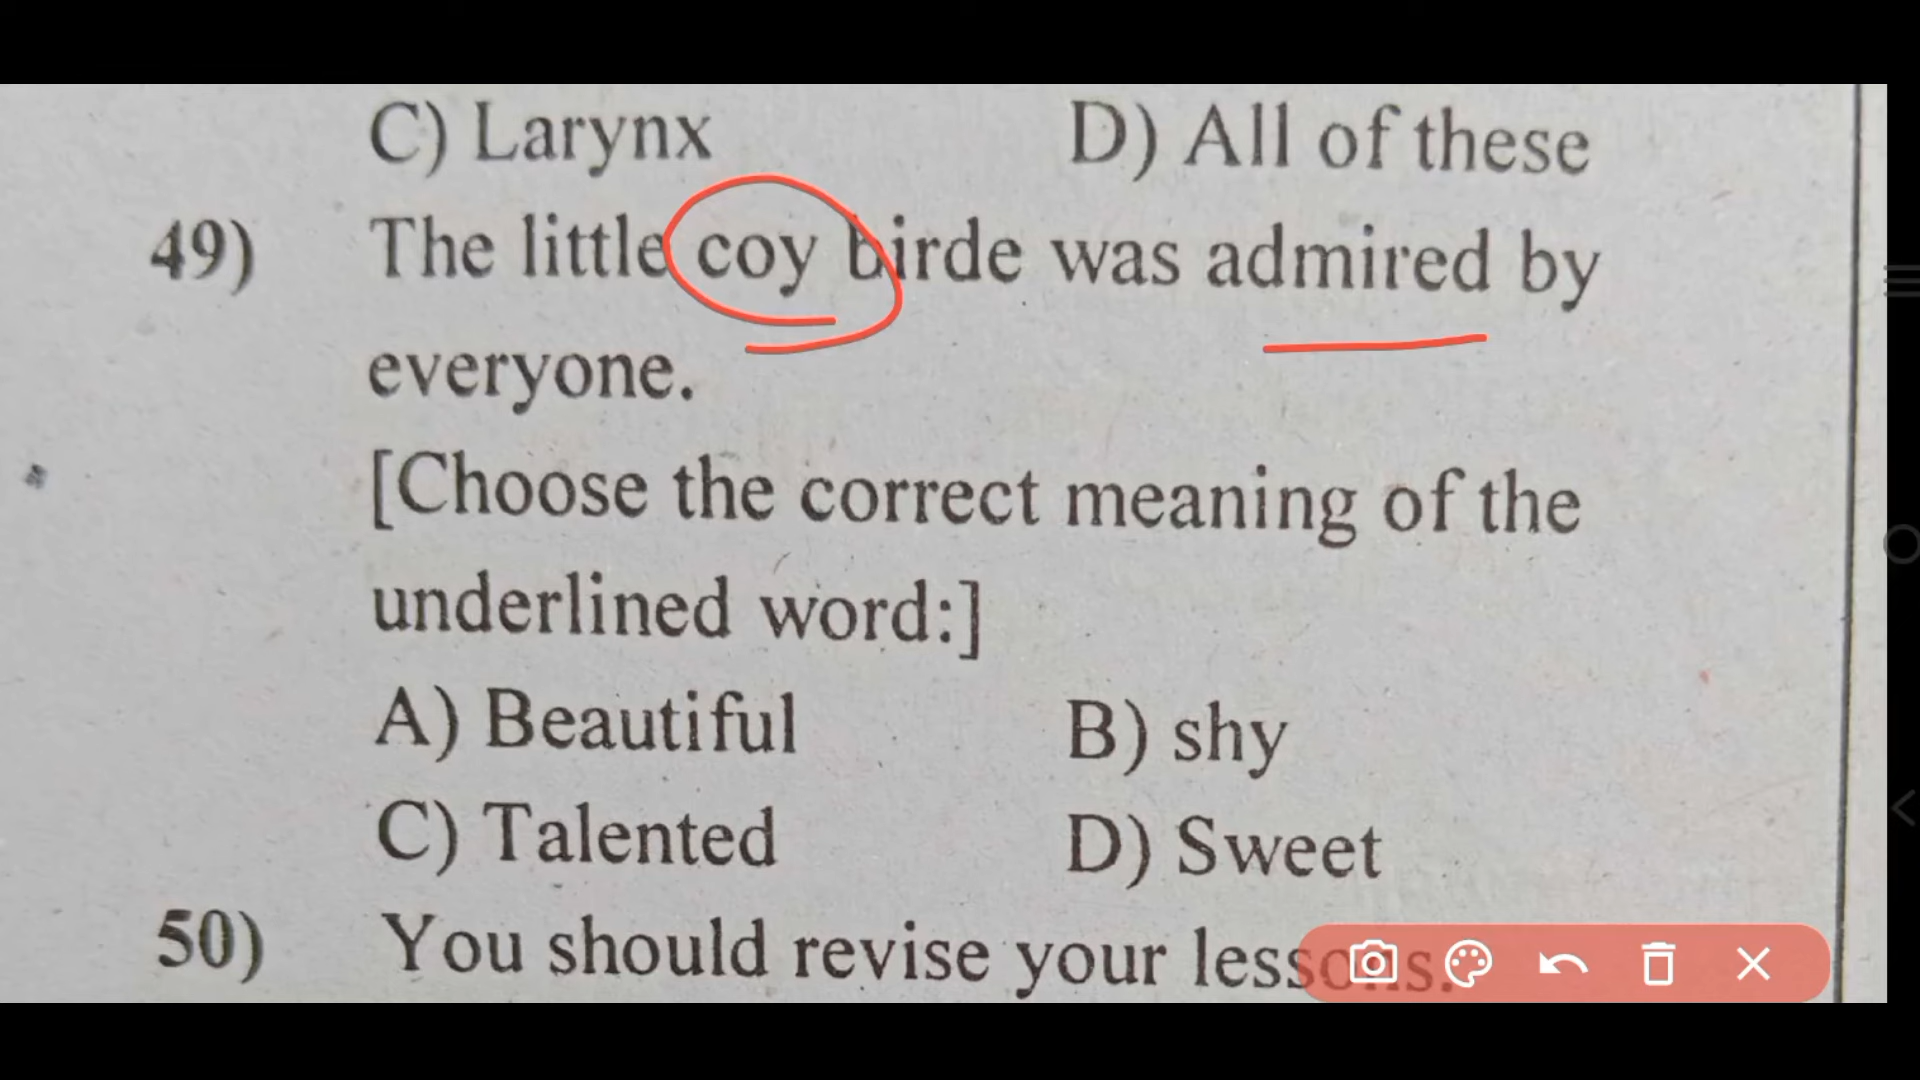 C) Larynx D) All of these
49) The little coy birde was admired by
everyone.
[Choose the correct meaning of the
underlined word:]
A) Beautiful B) shy
C) Talented D) Sweet
50) You should revise your lessons.